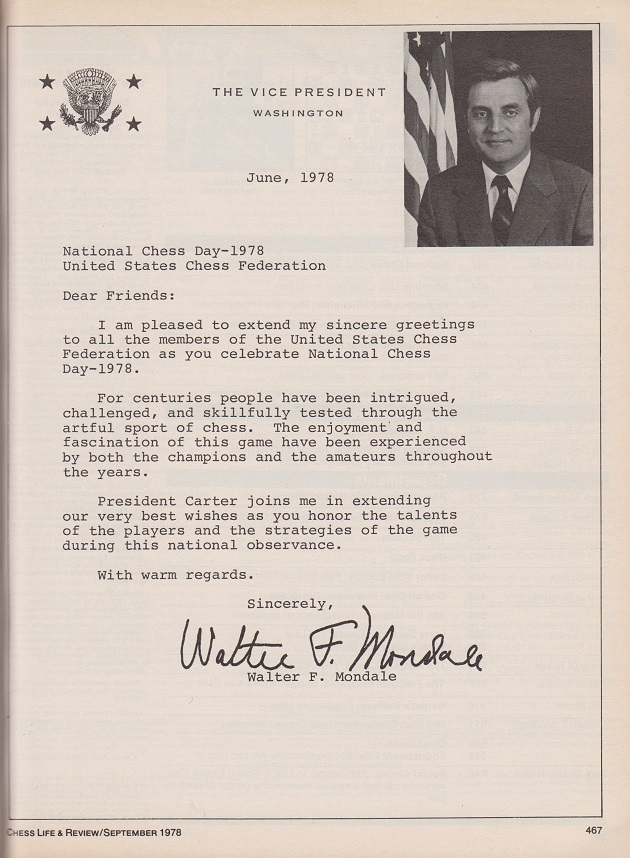 THE VICE PRESIDENT
WASHINGTON
June, 1978
National Chess Day-1978
United States Chess Federation
Dear Friends:
I am pleased to extend my sincere greetings
to all the members of the United States Chess
Federation as you celebrate National Chess
Day-1978.
For centuries people have been intrigued,
challenged, and skillfully tested through the
artful sport of chess. The enjoyment and
fascination of this game have been experienced
by both the champions and the amateurs throughout
the years.
President Carter joins me in extending
our very best wishes as you honor the talents
of the players and the strategies of the game
during this national observance.
With warm regards.
Sincerely,
Walter F. Mondale
Walter F. Mondale
CHESS LIFE & REVIEW/SEPTEMBER 1978
467